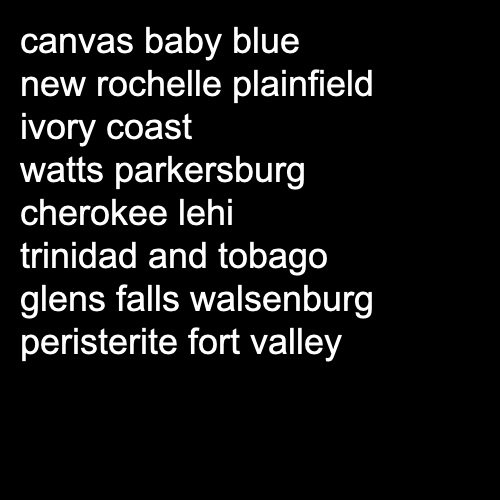 canvas baby blue
new rochelle plainfield
ivory coast
watts parkersburg
cherokee lehi
trinidad and tobago
glens falls walsenburg
peristerite fort valley